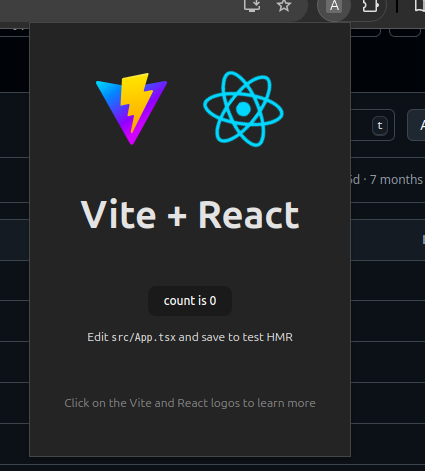 A
t
A
5d · 7 months
Vite + React
count is 0
Edit src/App.tsx and save to test HMR
Click on the Vite and React logos to learn more